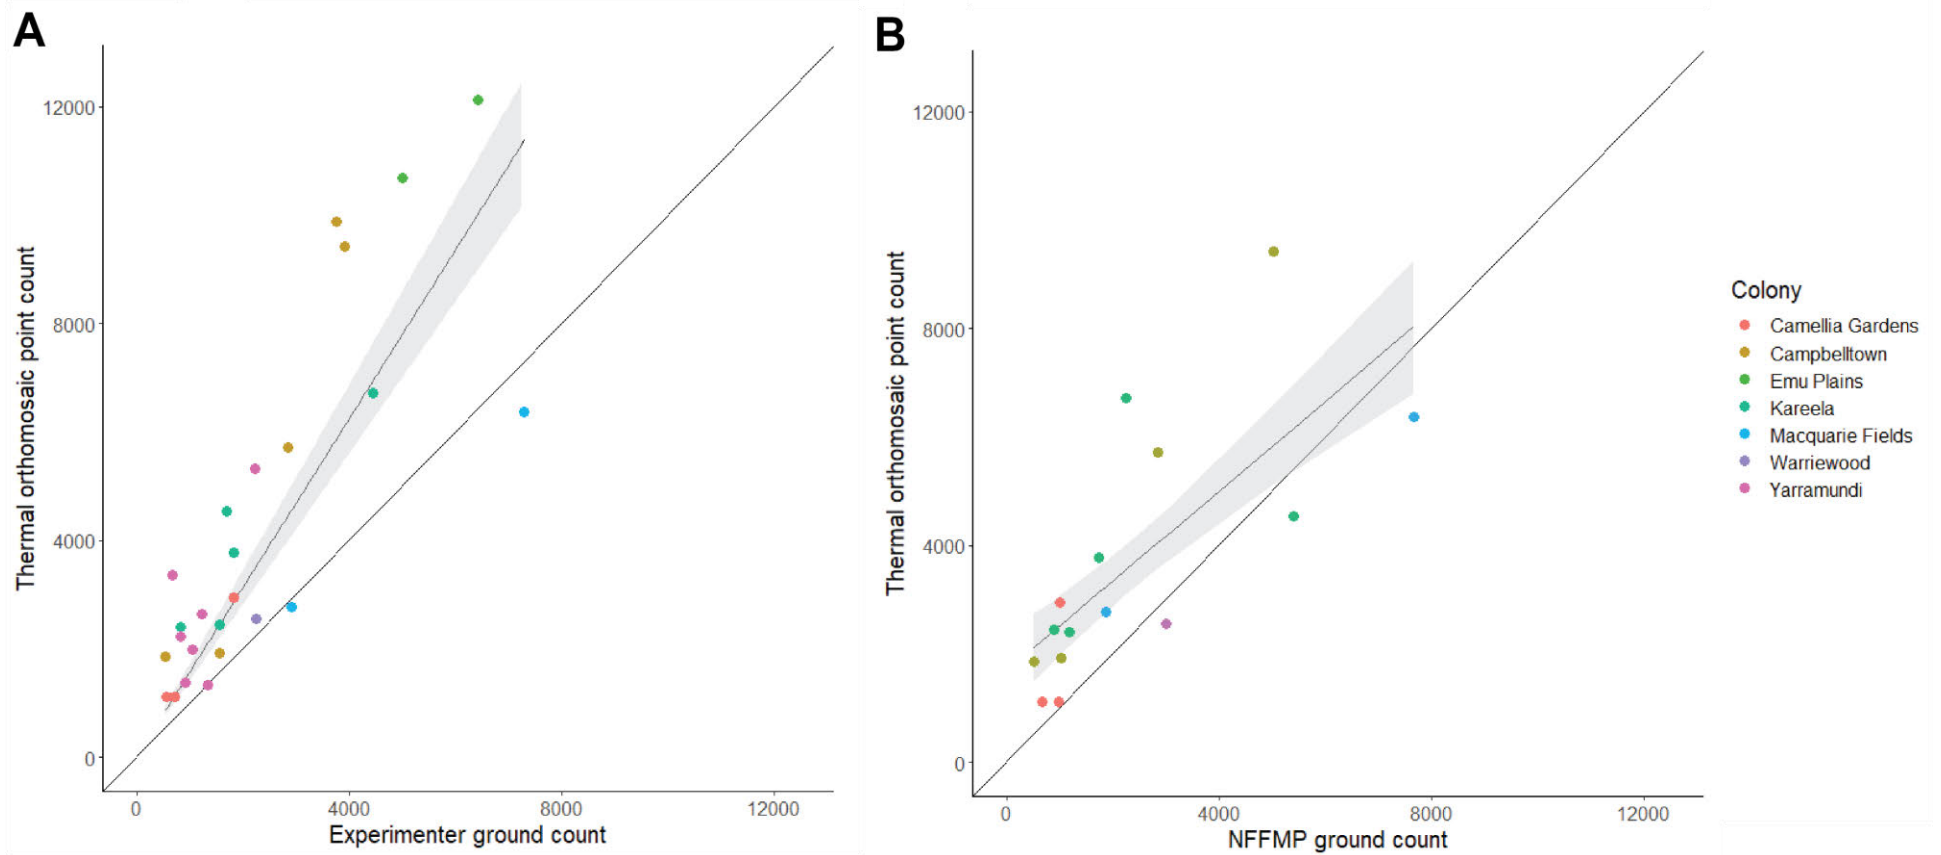 A
Thermal orthomosaic point count
12000
8000
4000
0
0 4000 8000 12000
Experimenter ground count
B
Thermal orthomosaic point count
12000
8000
4000
0
0 4000 8000 12000
NFFMP ground count
Colony
Camellia Gardens
Campbelltown
Emu Plains
Kareela
Macquarie Fields
Warriewood
Yarramundi